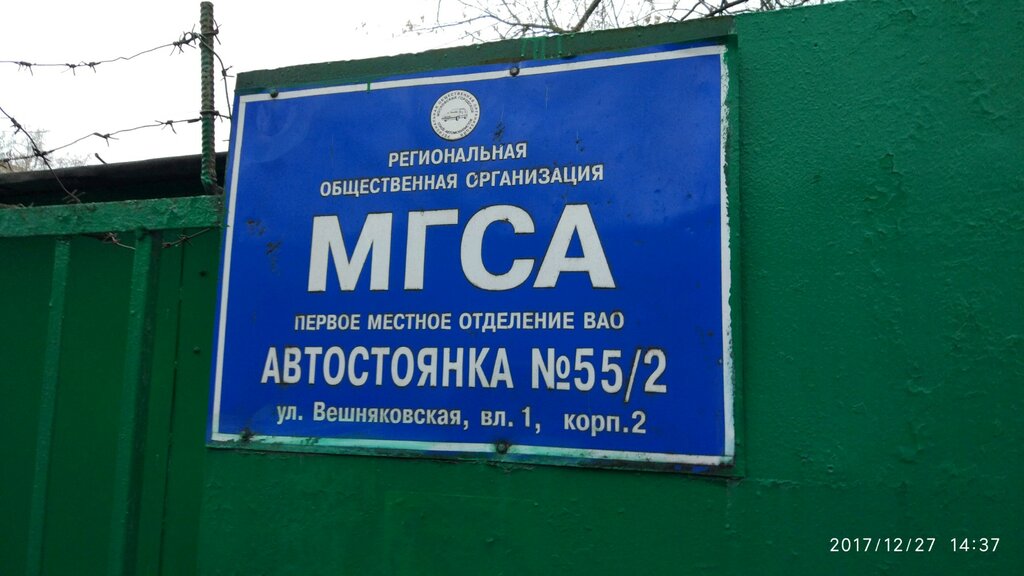 РЕГИОНАЛЬНАЯ
ОБЩЕСТВЕННАЯ ОРГАНИЗАЦИЯ
МГСА
ПЕРВОЕ МЕСТНОЕ ОТДЕЛЕНИЕ ВАО
АВТОСТОЯНКА №55/2
ул. Вешняковская, вл. 1, корп.2
2017/12/27 14:37